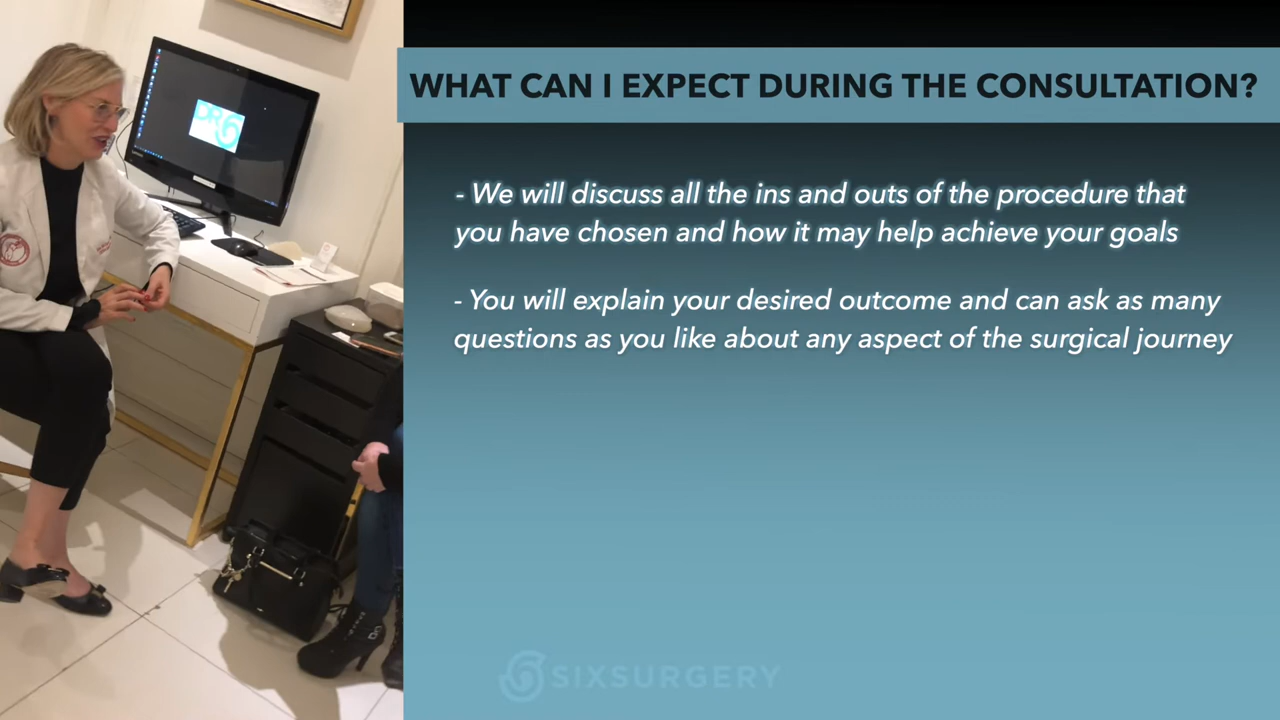 WHAT CAN I EXPECT DURING THE CONSULTATION?
- We will discuss all the ins and outs of the procedure that
you have chosen and how it may help achieve your goals
- You will explain your desired outcome and can ask as many
questions as you like about any aspect of the surgical journey
SIXSURGERY
DR6